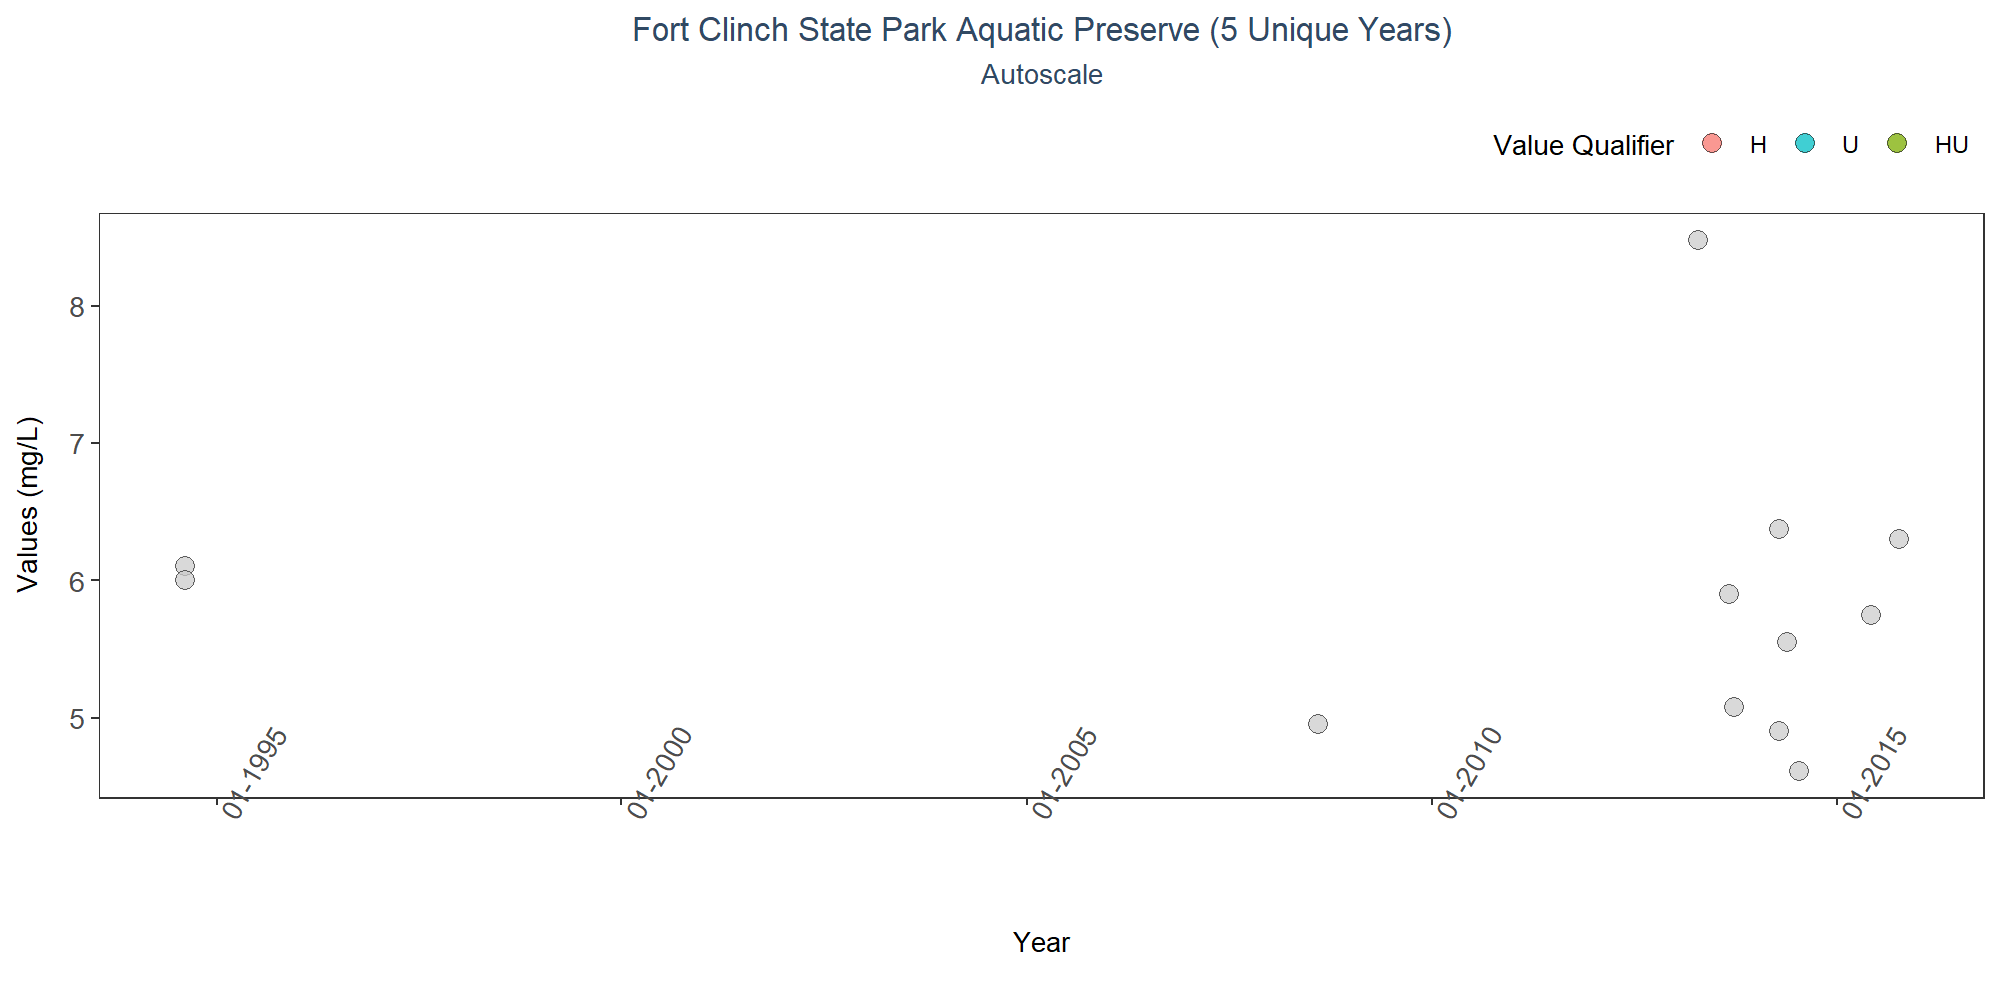 Fort Clinch State Park Aquatic Preserve (5 Unique Years)
Autoscale
Value Qualifier H U HU
Values (mg/L)
8
7
6
5
01-1995 01-2000 01-2005 01-2010 01-2015
Year